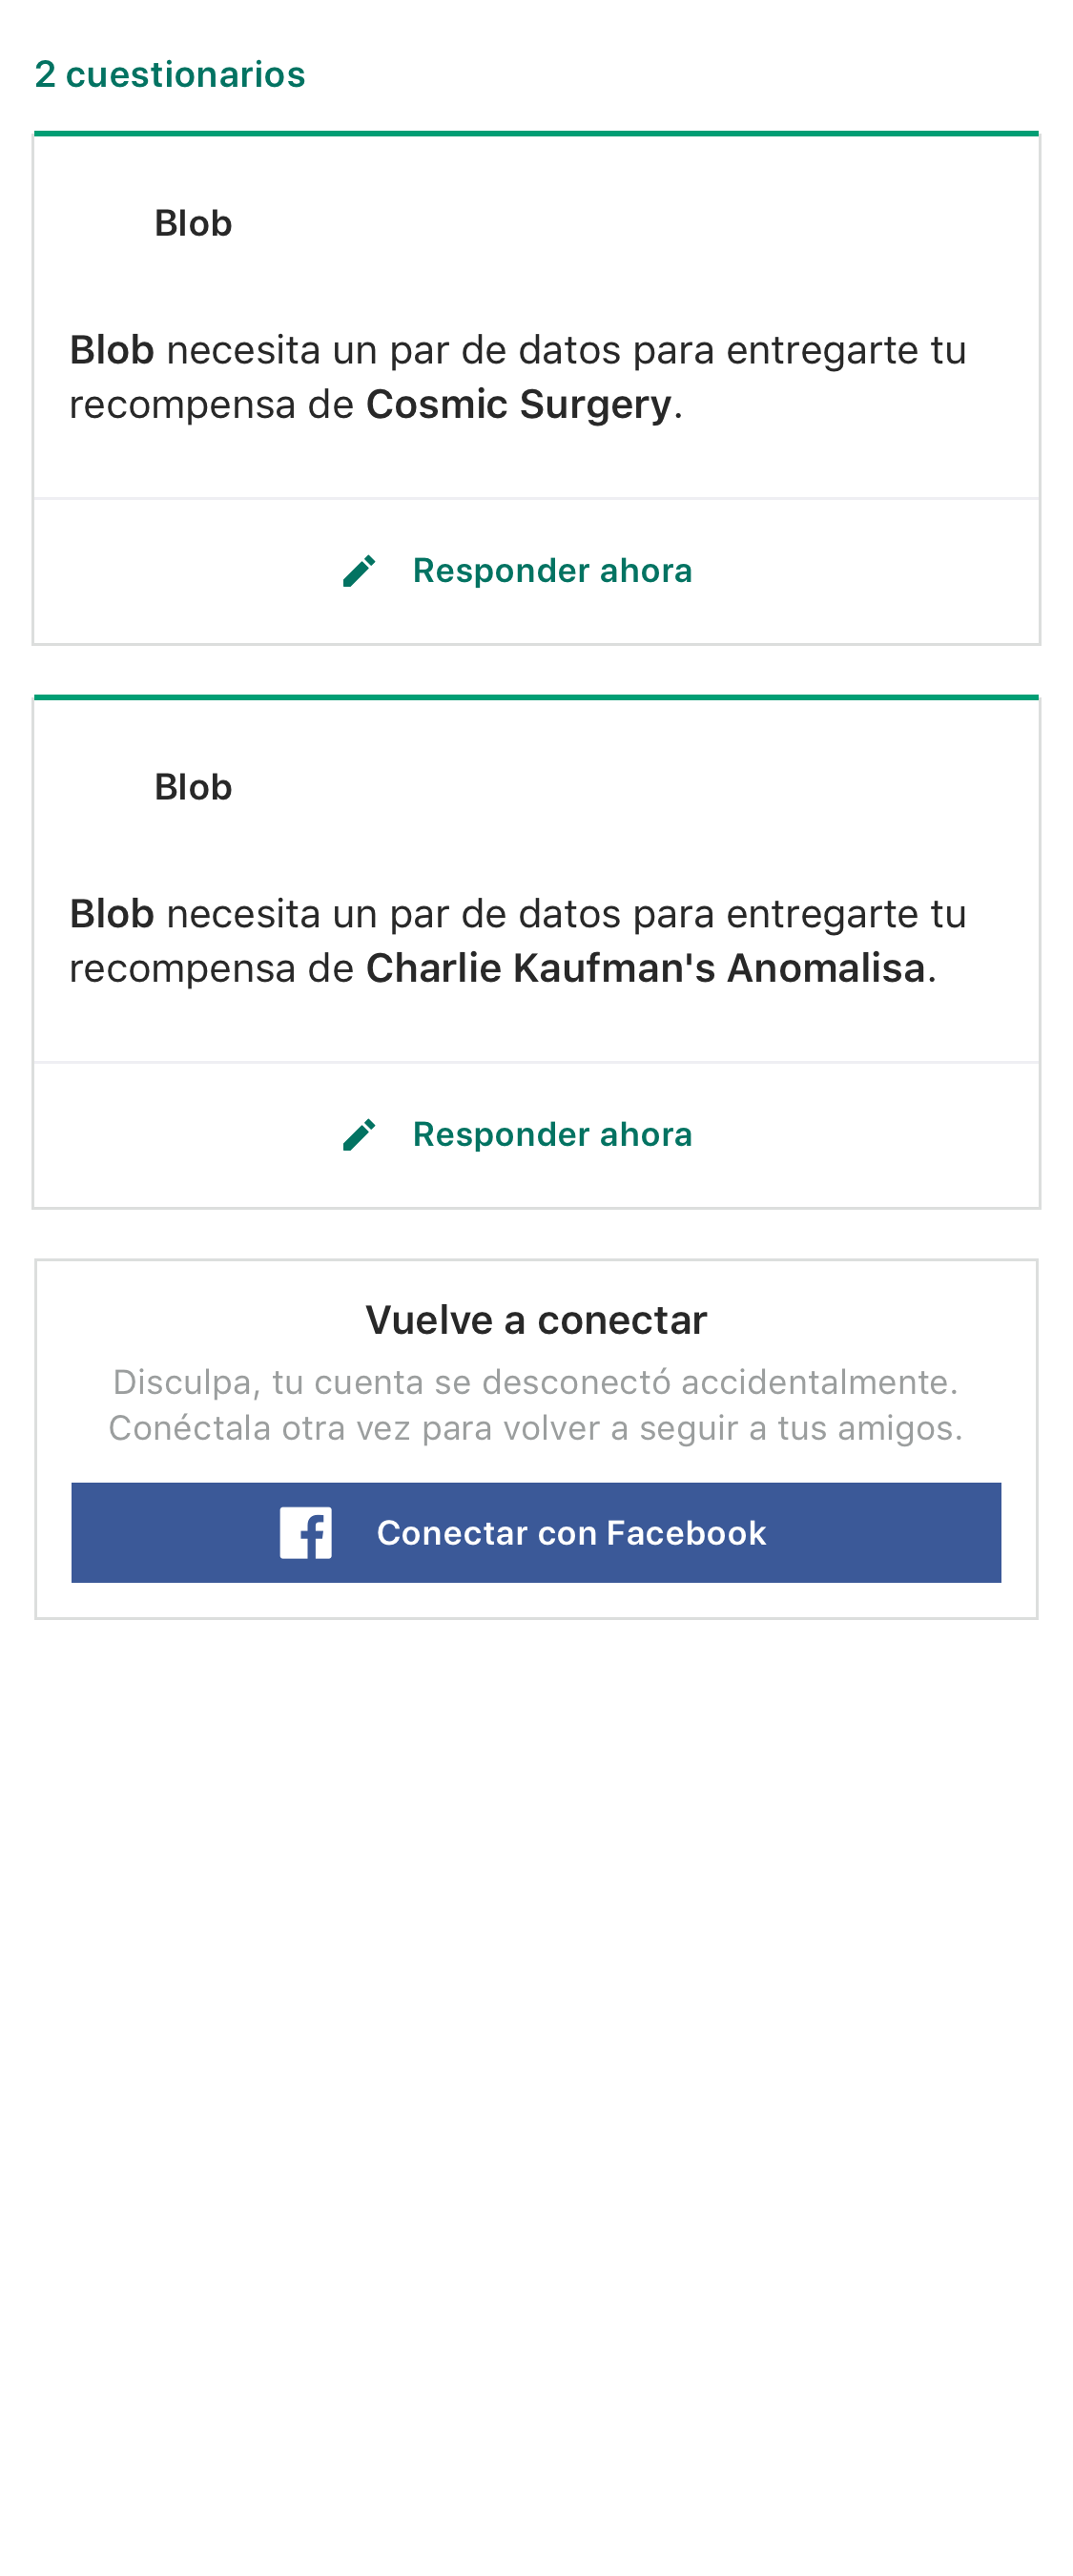 2 cuestionarios
Blob
Blob necesita un par de datos para entregarte tu
recompensa de Cosmic Surgery.
Responder ahora
Blob
Blob necesita un par de datos para entregarte tu
recompensa de Charlie Kaufman's Anomalisa.
Responder ahora
Vuelve a conectar
Disculpa, tu cuenta se desconectó accidentalmente.
Conéctala otra vez para volver a seguir a tus amigos.
Conectar con Facebook